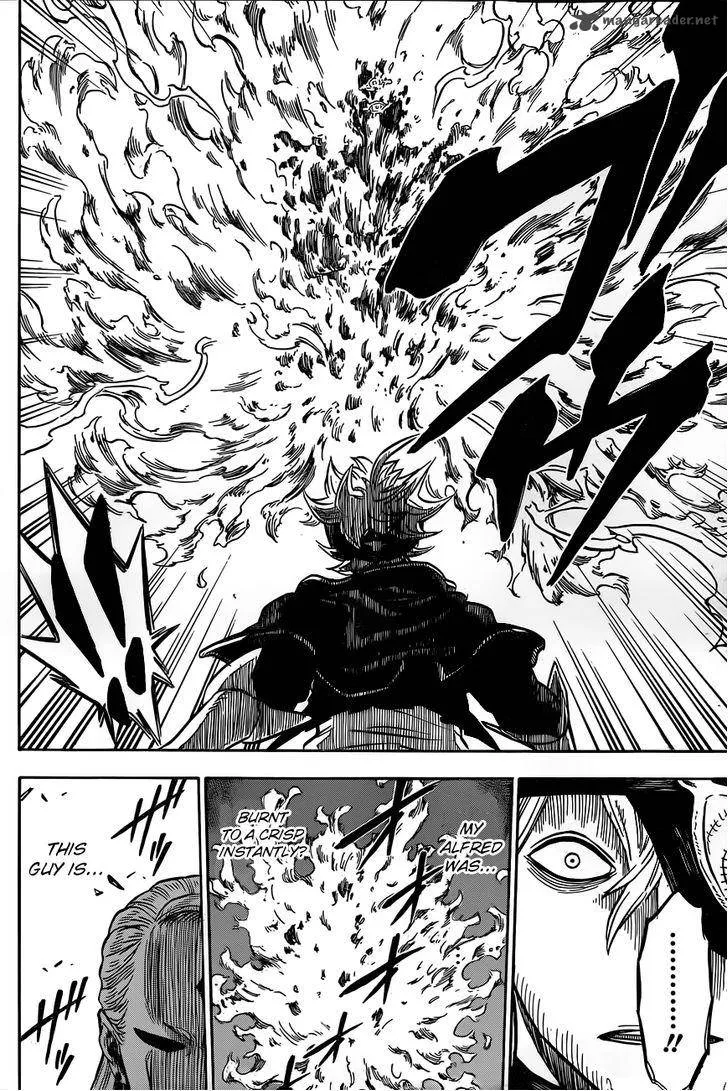 mangareader.net
…………!!
MY
ALFRED
WAS...
BURNT
TO A CRISP
INSTANTLY?
THIS
GUY IS...